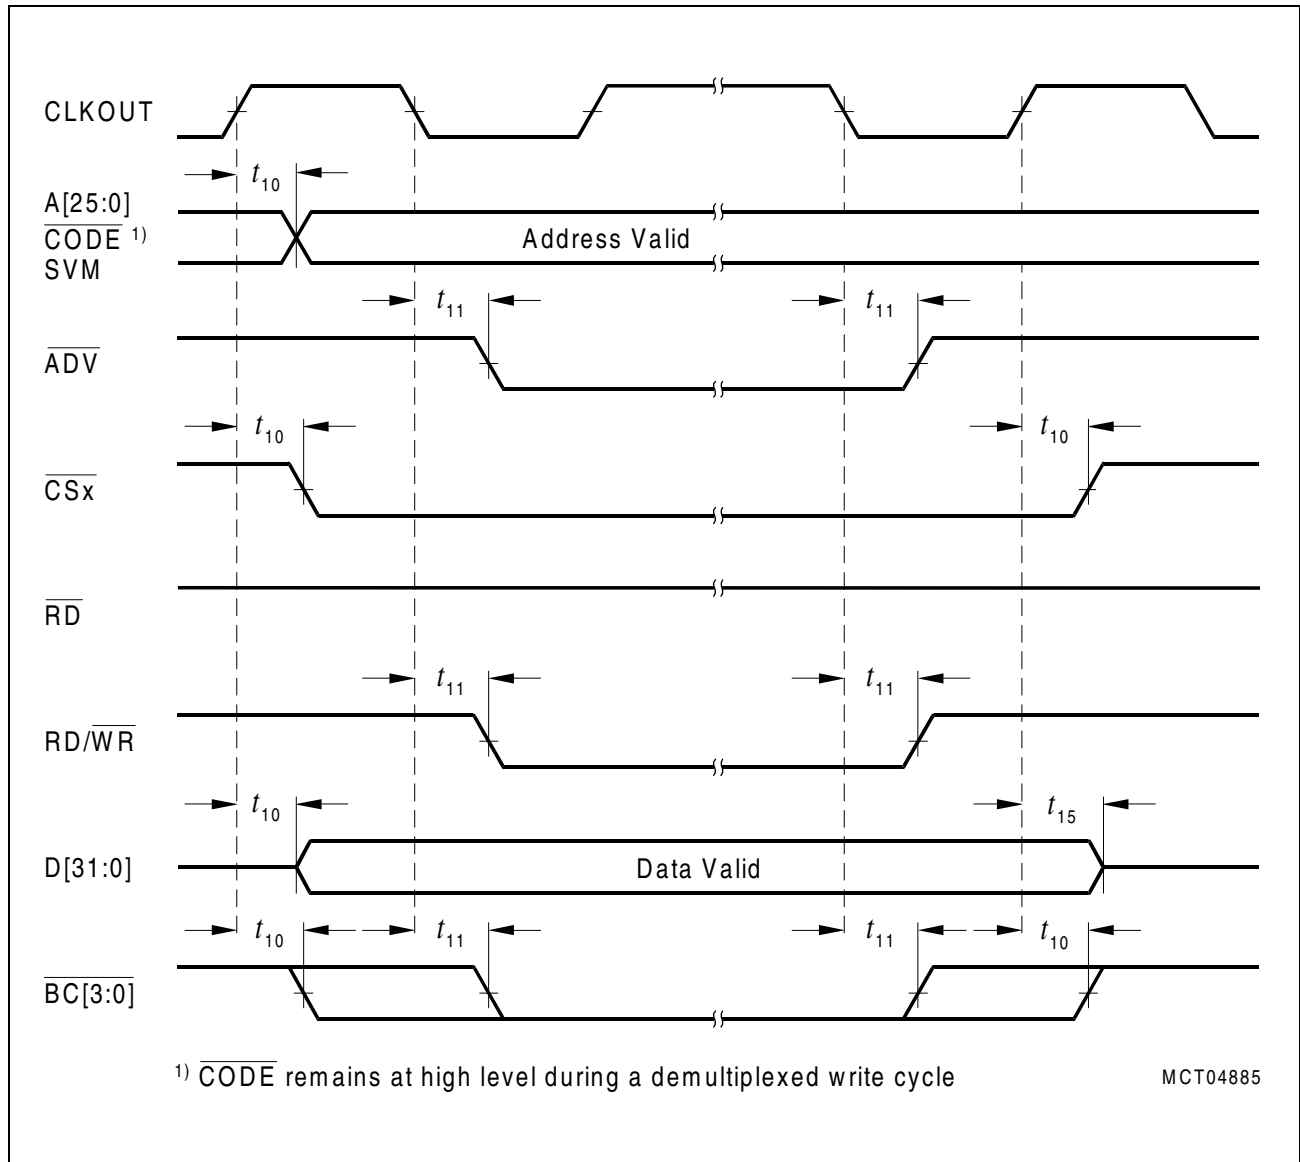 CLKOUT
t10
A[25:0]
CODE 1)
SVM
Address Valid
t11
t11
ADV
t10
t10
CSx
RD
t11
t11
RD/WR
t10
t15
D[31:0]
Data Valid
t10
t11
t11
t10
BC[3:0]
1) CODE remains at high level during a demultiplexed write cycle
MCT04885